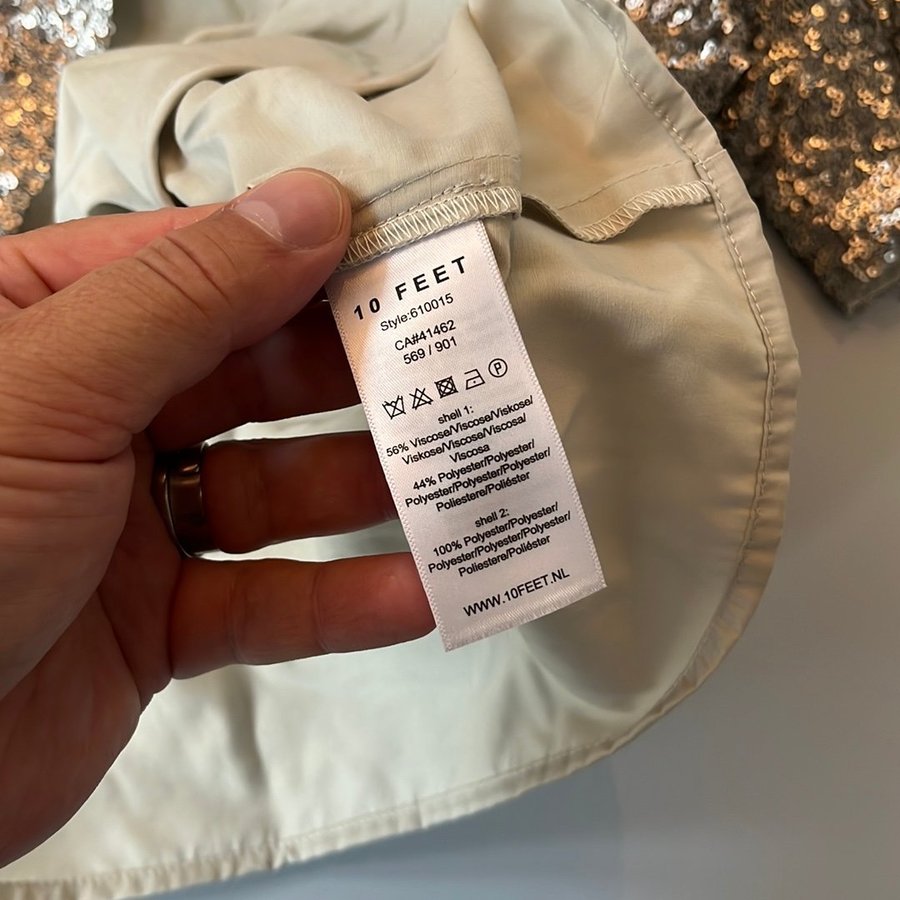 10 FEET
Style:610015
CA#41462
569 / 901
P
shell 1:
56% Viscose/Viscose/Viskose/
Viskose/Viscose/Viscosa/
Viscosa
44% Polyester/Polyester/
Polyester/Polyester/Polyester/
Poliestere/Poliéster
shell 2:
100% Polyester/Polyester/
Polyester/Polyester/Polyester/
Poliestere/Poliéster
WWW.10FEET.NL